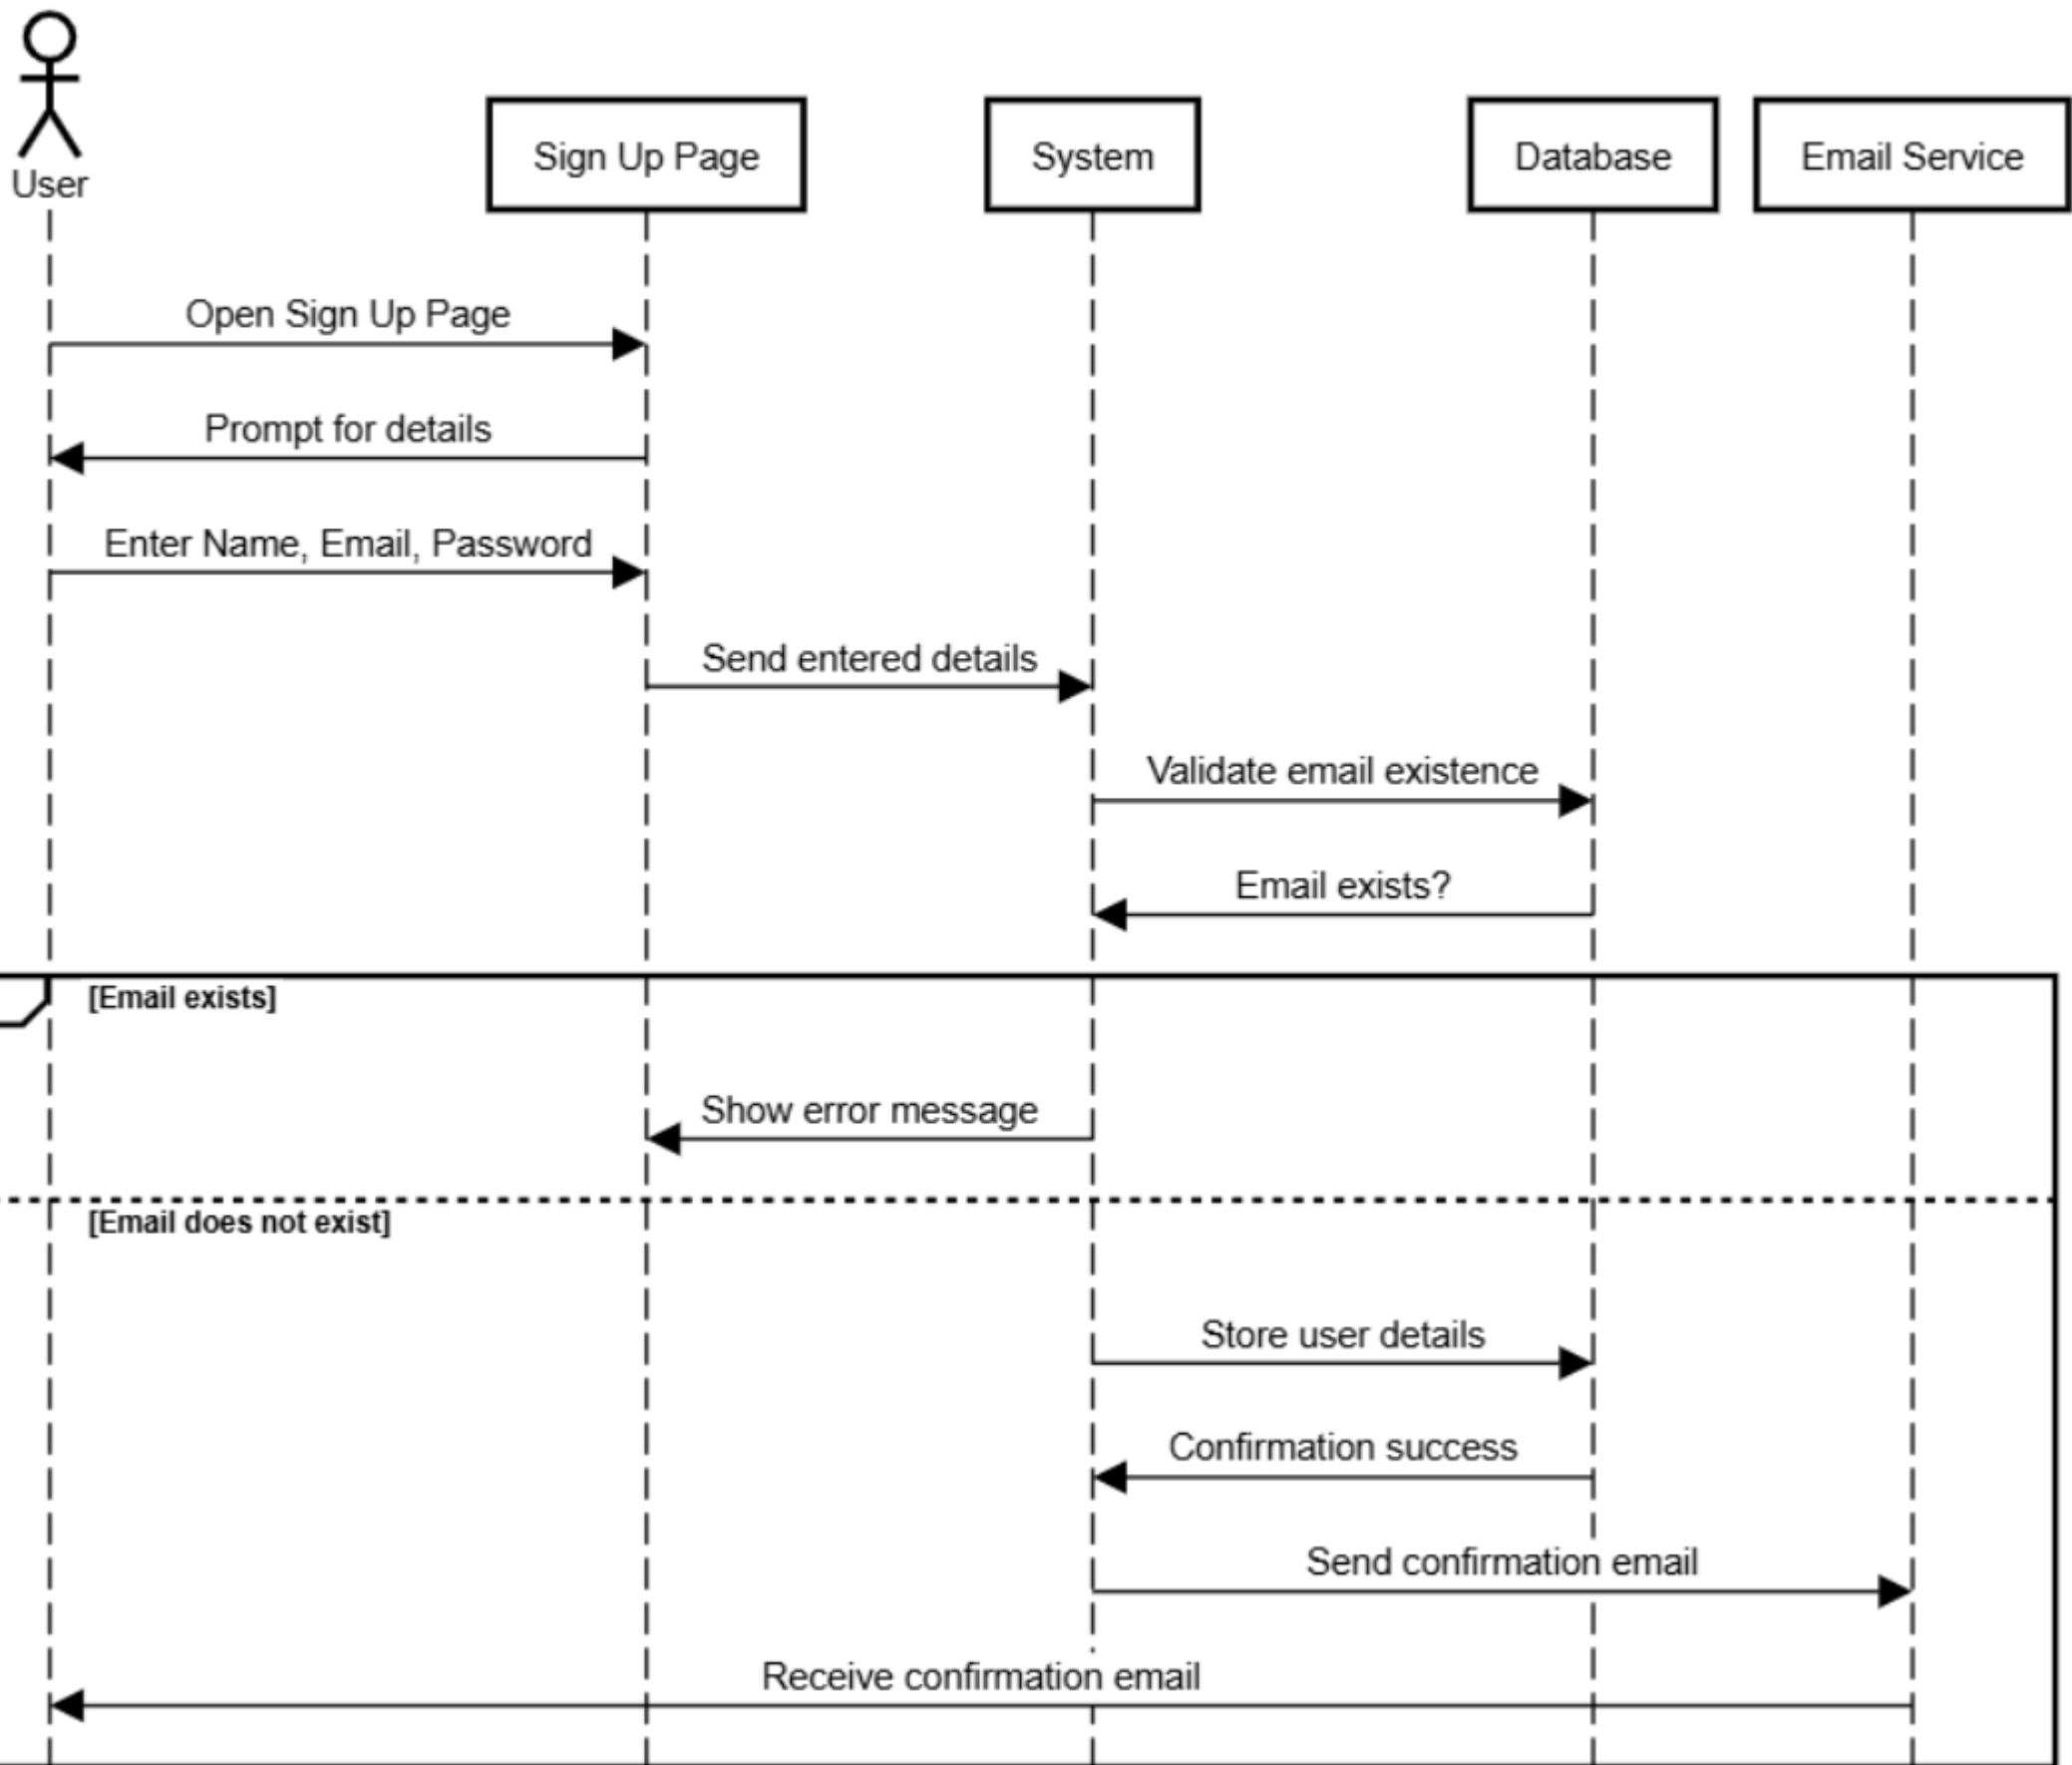 User
Sign Up Page
System
Database
Email Service
Open Sign Up Page
Prompt for details
Enter Name, Email, Password
Send entered details
Validate email existence
Email exists?
[Email exists]
Show error message
[Email does not exist]
Store user details
Confirmation success
Send confirmation email
Receive confirmation email